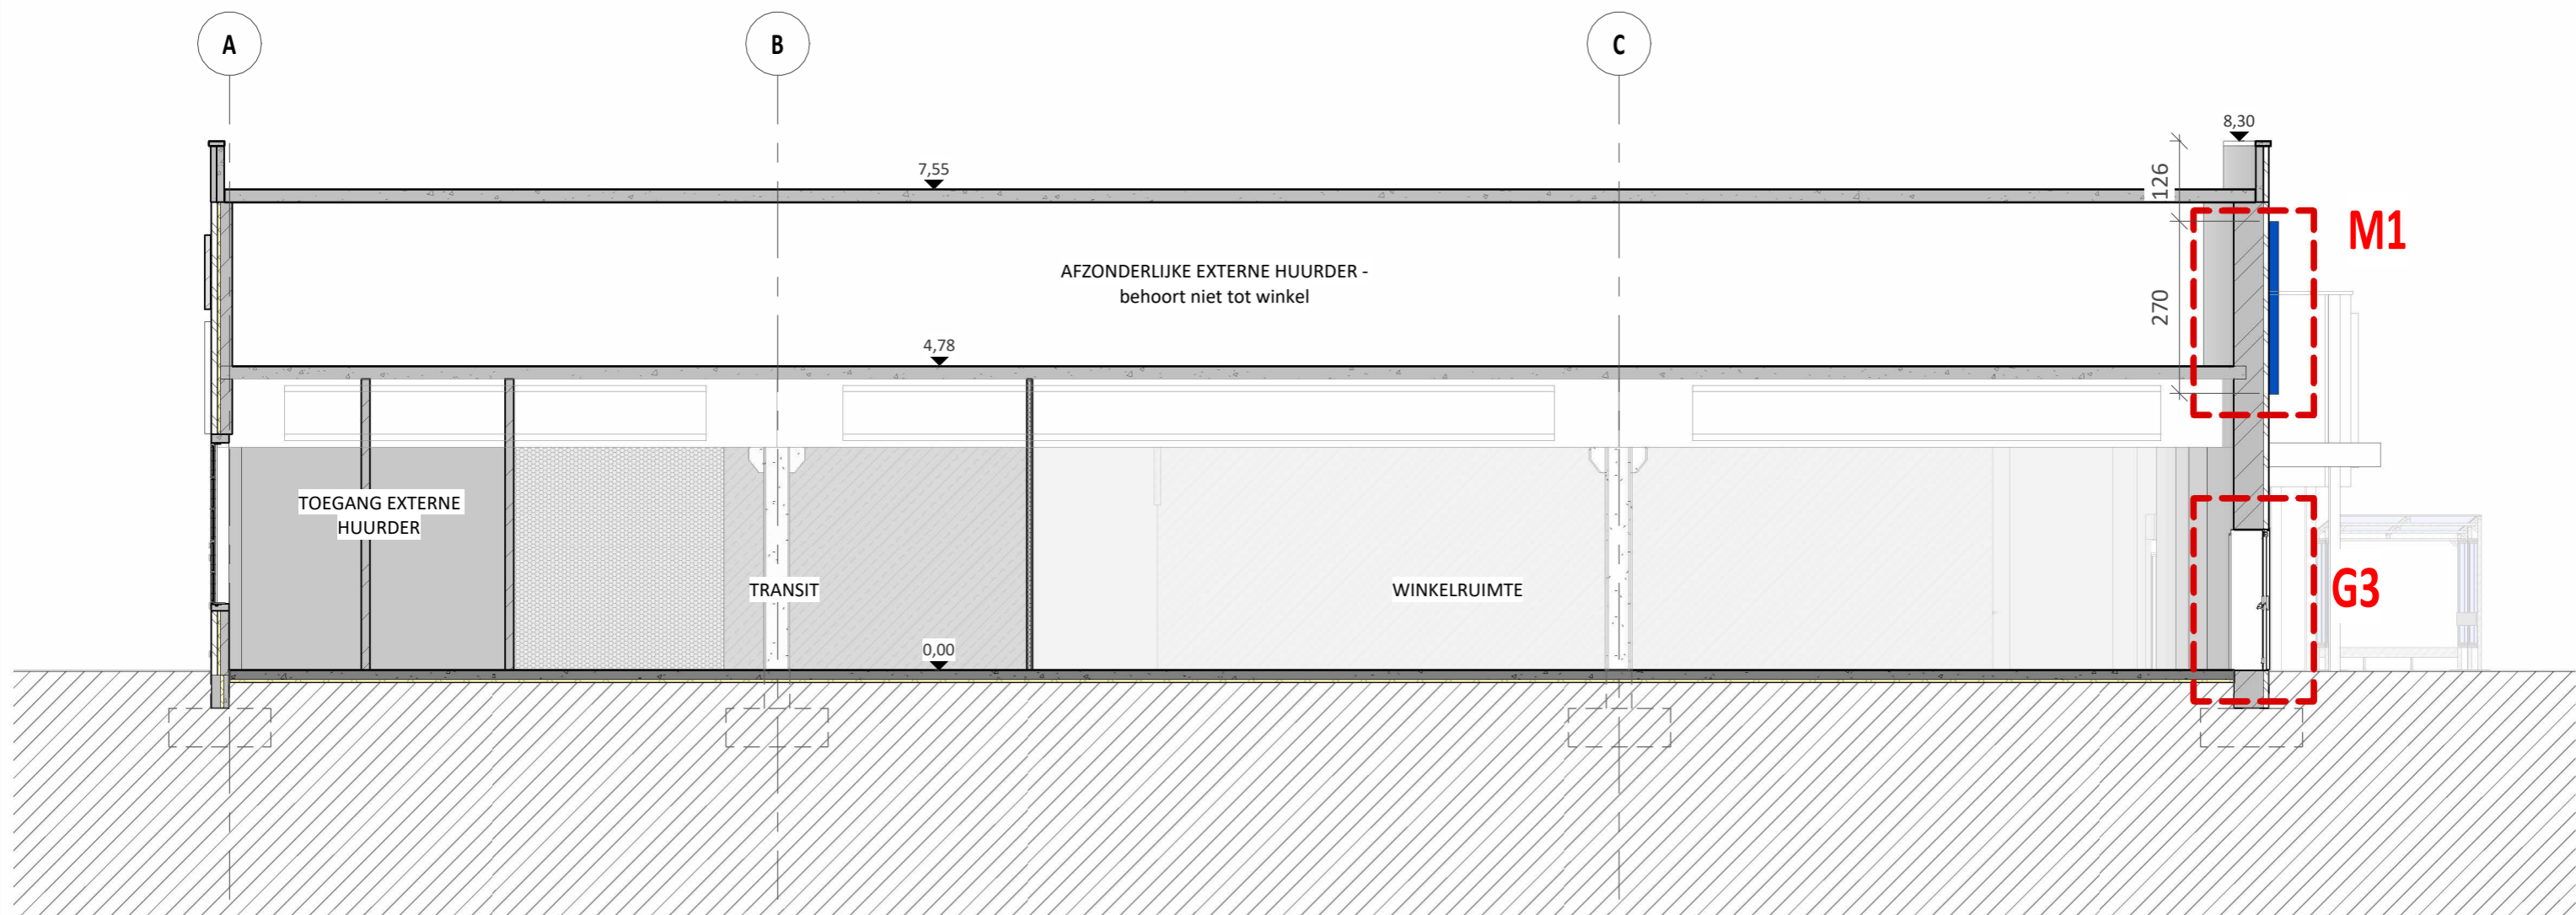 A
B
C
8,30
7,55
126
M1
AFZONDERLIJKE EXTERNE HUURDER -
behoort niet tot winkel
270
4,78
TOEGANG EXTERNE
HUURDER
TRANSIT
WINKELRUIMTE
G3
0,00